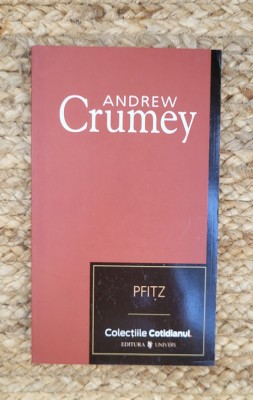 ANDREW
Crumey
PFITZ
Colecțiile Cotidianul.
EDITURA UNIVERS